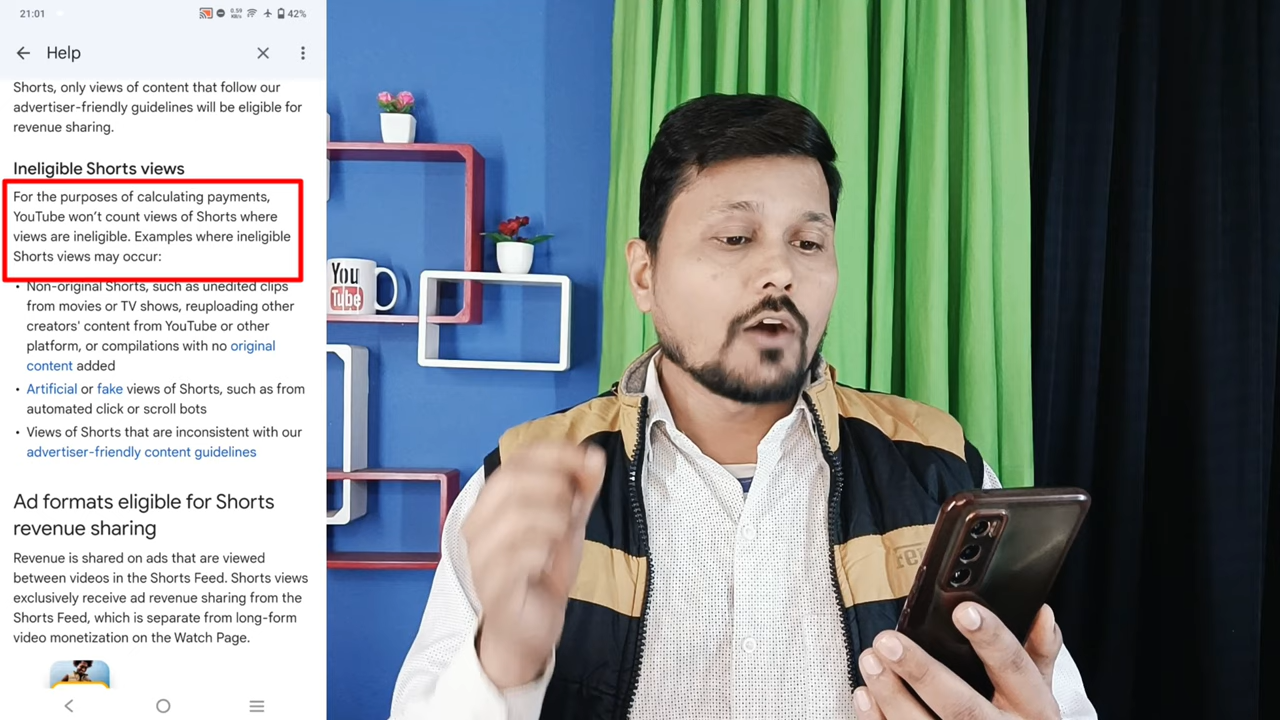 21:01
0.59
KB/s
42%
Help
Shorts, only views of content that follow our
advertiser-friendly guidelines will be eligible for
revenue sharing.
Ineligible Shorts views
For the purposes of calculating payments,
YouTube won't count views of Shorts where
views are ineligible. Examples where ineligible
Shorts views may occur:
• Non-original Shorts, such as unedited clips
from movies or TV shows, reuploading other
creators' content from YouTube or other
platform, or compilations with no original
content added
• Artificial or fake views of Shorts, such as from
automated click or scroll bots
• Views of Shorts that are inconsistent with our
advertiser-friendly content guidelines
Ad formats eligible for Shorts
revenue sharing
Revenue is shared on ads that are viewed
between videos in the Shorts Feed. Shorts views
exclusively receive ad revenue sharing from the
Shorts Feed, which is separate from long-form
video monetization on the Watch Page.
You
Tube